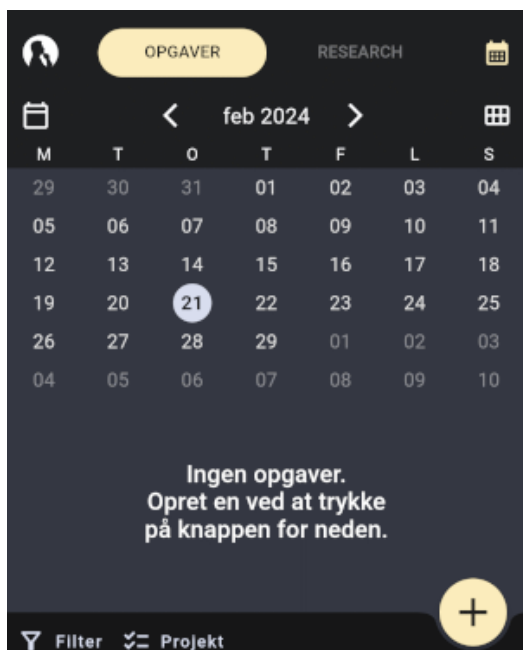 OPGAVER RESEARCH
feb 2024
M T O T F L S
29 30 31 01 02 03 04
05 06 07 08 09 10 11
12 13 14 15 16 17 18
19 20 21 22 23 24 25
26 27 28 29 01 02 03
04 05 06 07 08 09 10
Ingen opgaver.
Opret en ved at trykke
på knappen for neden.
Filter Projekt